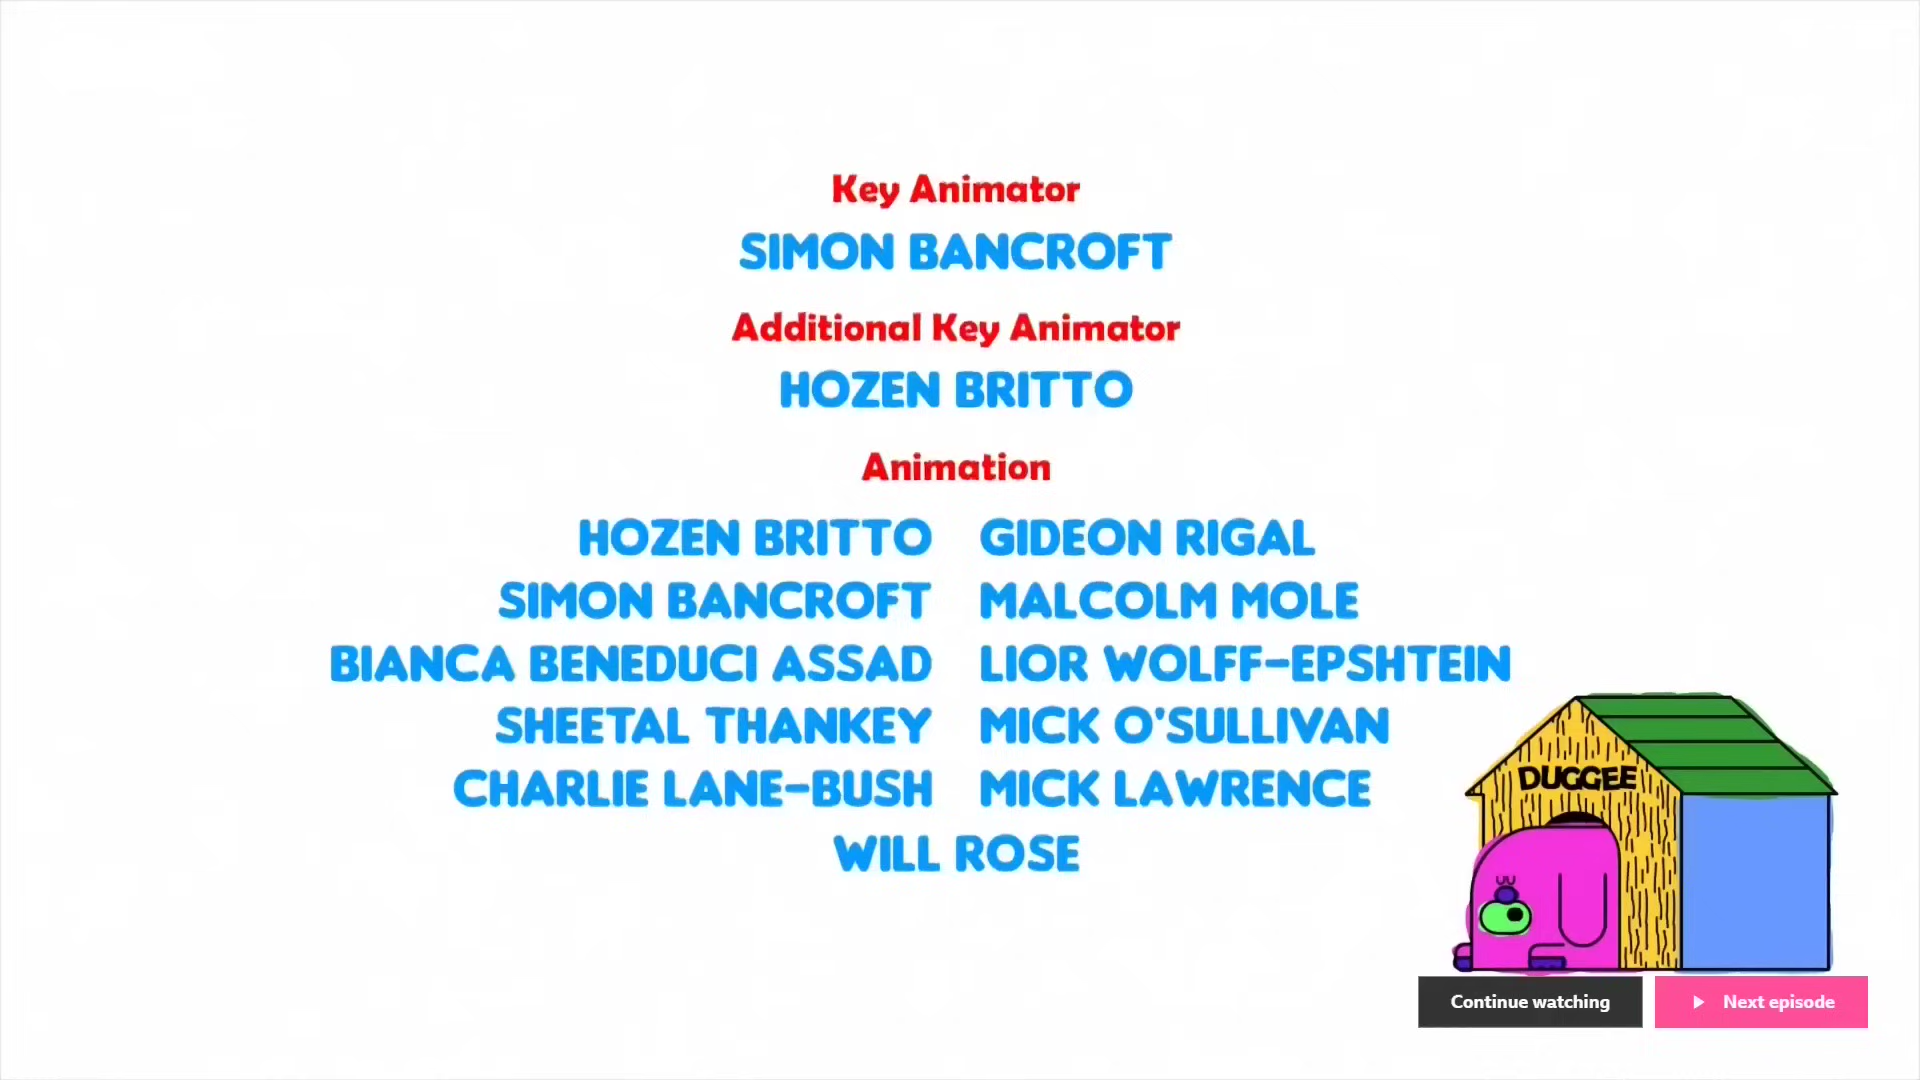 Key Animator
SIMON BANCROFT
Additional Key Animator
HOZEN BRITTO
Animation
HOZEN BRITTO GIDEON RIGAL
SIMON BANCROFT MALCOLM MOLE
BIANCA BENEDUCI ASSAD LIOR WOLFF-EPSHTEIN
SHEETAL THANKEY MICK O'SULLIVAN
CHARLIE LANE-BUSH MICK LAWRENCE
WILL ROSE
DUGGEE
Continue watching
Next episode